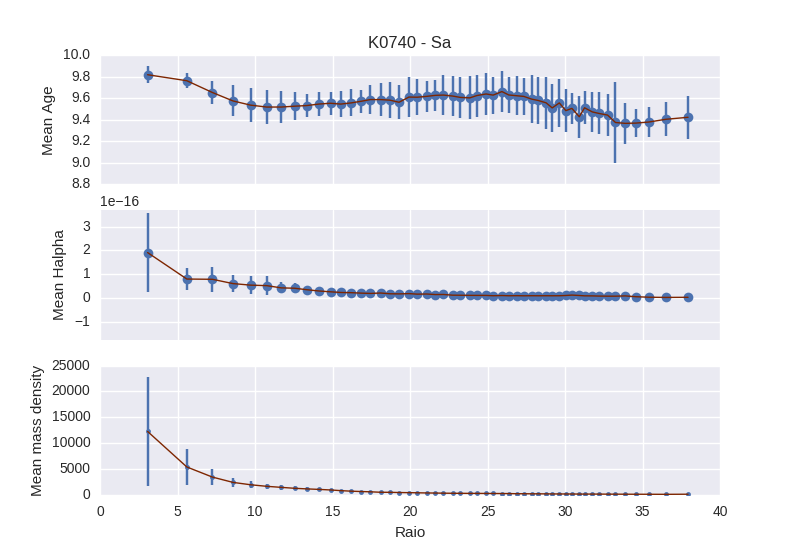 K0740 - Sa
10.0
9.8
9.6
9.4
9.2
9.0
8.8
Mean Age
1e−16
3
2
1
0
−1
Mean Halpha
25000
20000
15000
10000
5000
0
Mean mass density
0 5 10 15 20 25 30 35 40
Raio